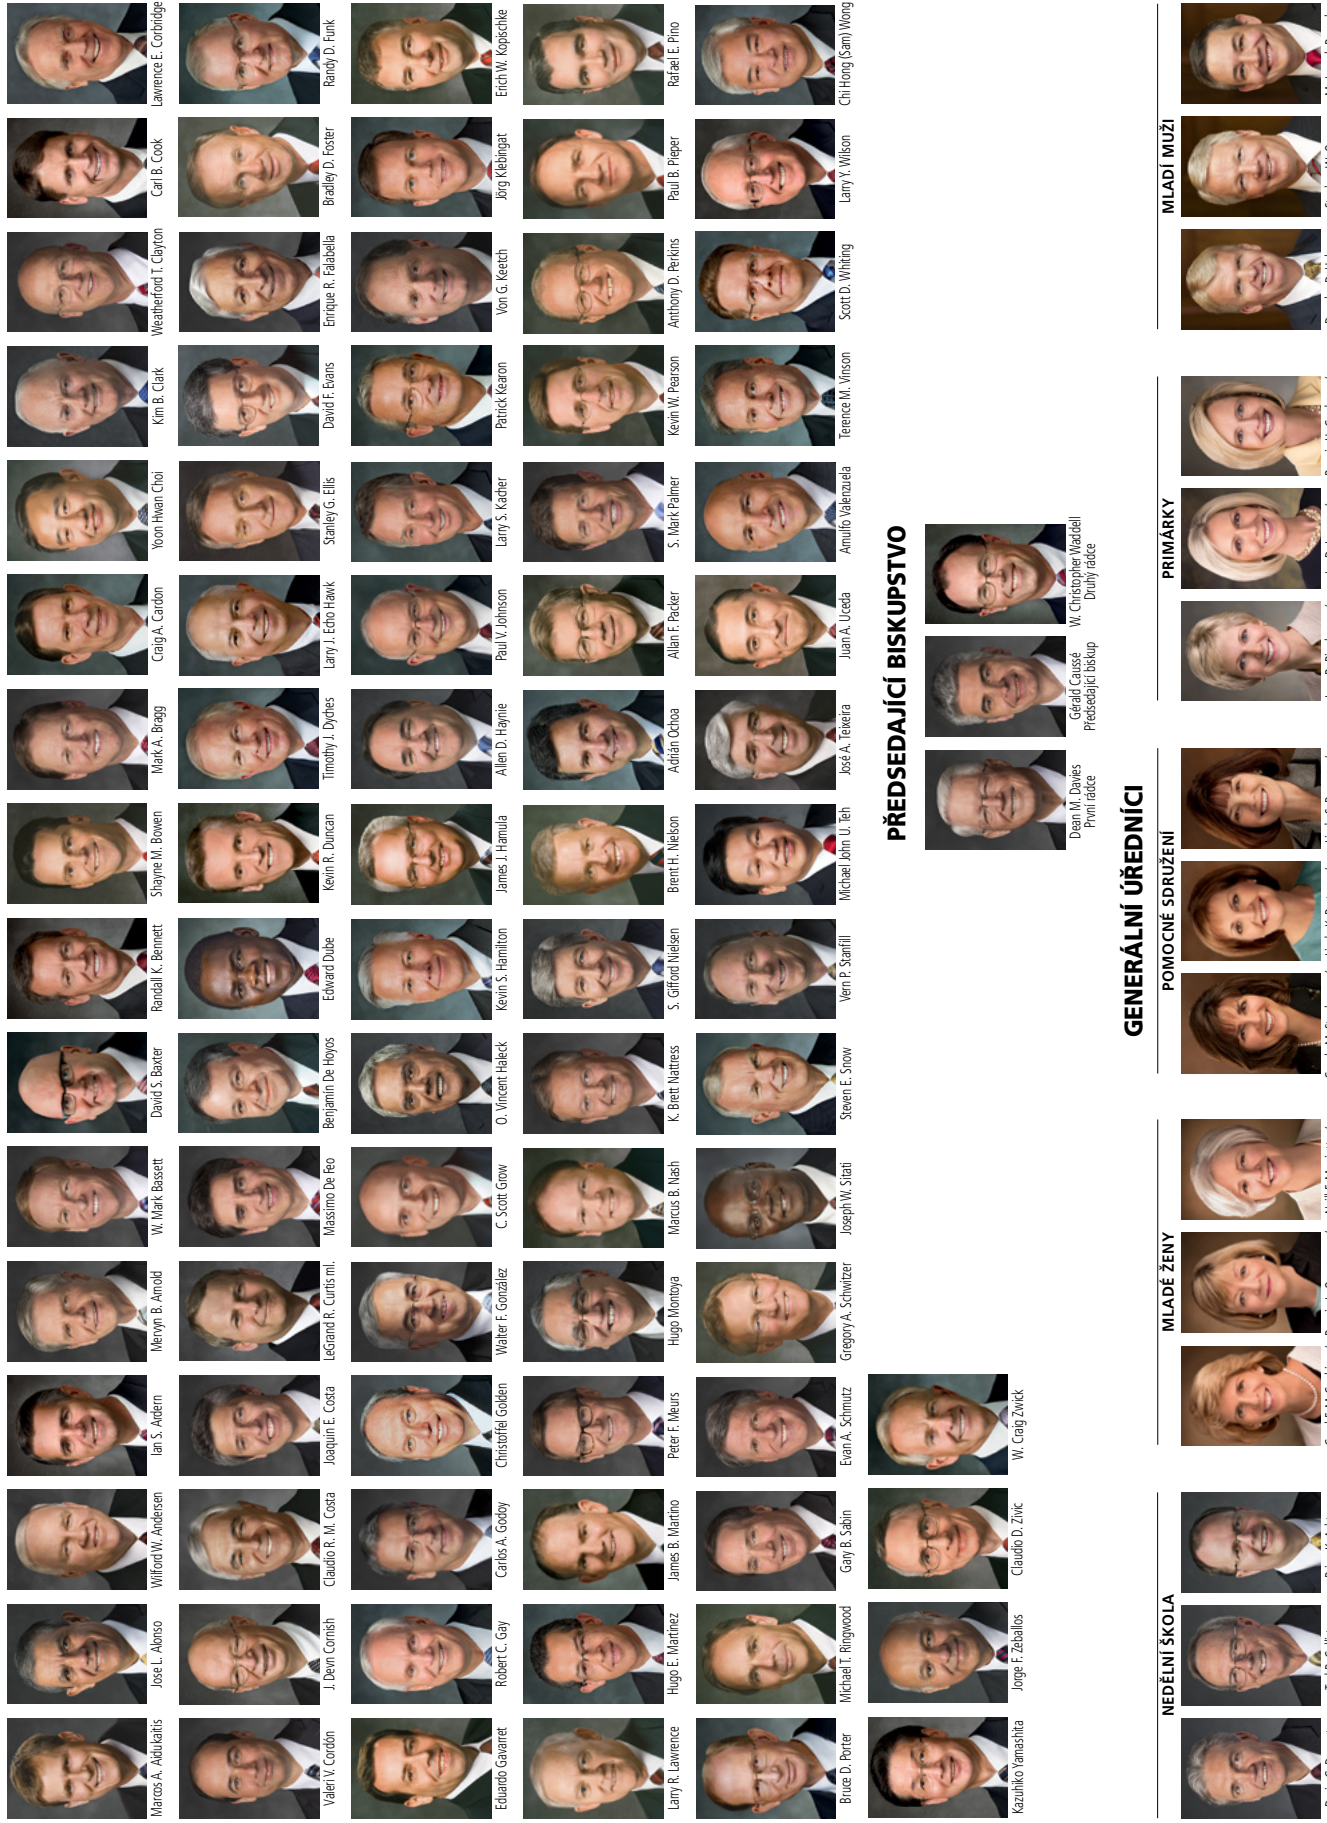 Marcos A. Aidukaitis
Jose L. Alonso
Wilford W. Andersen
Ian S. Ardern
Mervyn B. Arnold
W. Mark Bassett
David S. Baxter
Randall K. Bennett
Shayne M. Bowen
Mark A. Bragg
Craig A. Cardon
Yoon Hwan Choi
Kim B. Clark
Weatherford T. Clayton
Carl B. Cook
Lawrence E. Corbridge
Valeri V. Cordón
J. Devn Cornish
Claudio R. M. Costa
Joaquin E. Costa
LeGrand R. Curtis ml.
Massimo De Feo
Benjamín De Hoyos
Edward Dube
Kevin R. Duncan
Timothy J. Dyches
Larry J. Echo Hawk
Stanley G. Ellis
David F. Evans
Enrique R. Falabella
Bradley D. Foster
Randy D. Funk
Eduardo Gavarret
Robert C. Gay
Carlos A. Godoy
Christoffel Golden
Walter F. González
C. Scott Grow
O. Vincent Haleck
Kevin S. Hamilton
James J. Hamula
Allen D. Haynie
Paul V. Johnson
Larry S. Kacher
Patrick Kearon
Von G. Keetch
Jörg Klebingat
Erich W. Kopischke
Larry R. Lawrence
Hugo E. Martinez
James B. Martino
Peter F. Meurs
Hugo Montoya
Marcus B. Nash
K. Brett Nattress
S. Gifford Nielsen
Brent H. Nielson
Adrián Ochoa
Allan F. Packer
S. Mark Palmer
Kevin W. Pearson
Anthony D. Perkins
Paul B. Pieper
Rafael E. Pino
Bruce D. Porter
Michael T. Ringwood
Gary B. Sabin
Evan A. Schmutz
Gregory A. Schwitzer
Joseph W. Sitati
Steven E. Snow
Vern P. Stanfill
Michael John U. Teh
José A. Teixeira
Juan A. Uceda
Arnulfo Valenzuela
Terence M. Vinson
Scott D. Whiting
Larry Y. Wilson
Chi Hong (Sam) Wong
Kazuhiko Yamashita
Jorge F. Zeballos
Claudio D. Zivic
W. Craig Zwick
PŘEDSEDAJÍCÍ BISKUPSTVO
Dean M. Davies
První rádce
Gérald Caussé
Předsedající biskup
W. Christopher Waddell
Druhý rádce
GENERÁLNÍ ÚŘEDNÍCI
NEDĚLNÍ ŠKOLA
MLADÉ ŽENY
POMOCNÉ SDRUŽENÍ
PRIMÁRKY
MLADÍ MUŽI